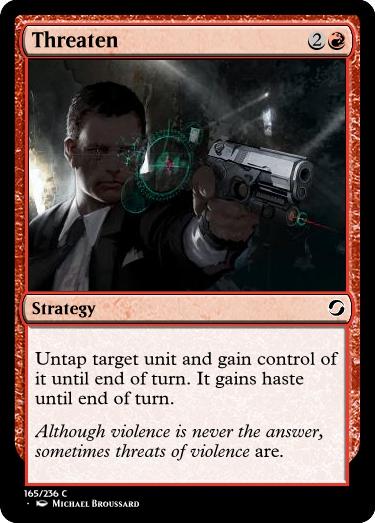 Threaten 2
Strategy
Untap target unit and gain control of
it until end of turn. It gains haste
until end of turn.
Although violence is never the answer,
sometimes threats of violence are.
165/236 C
· Michael Broussard